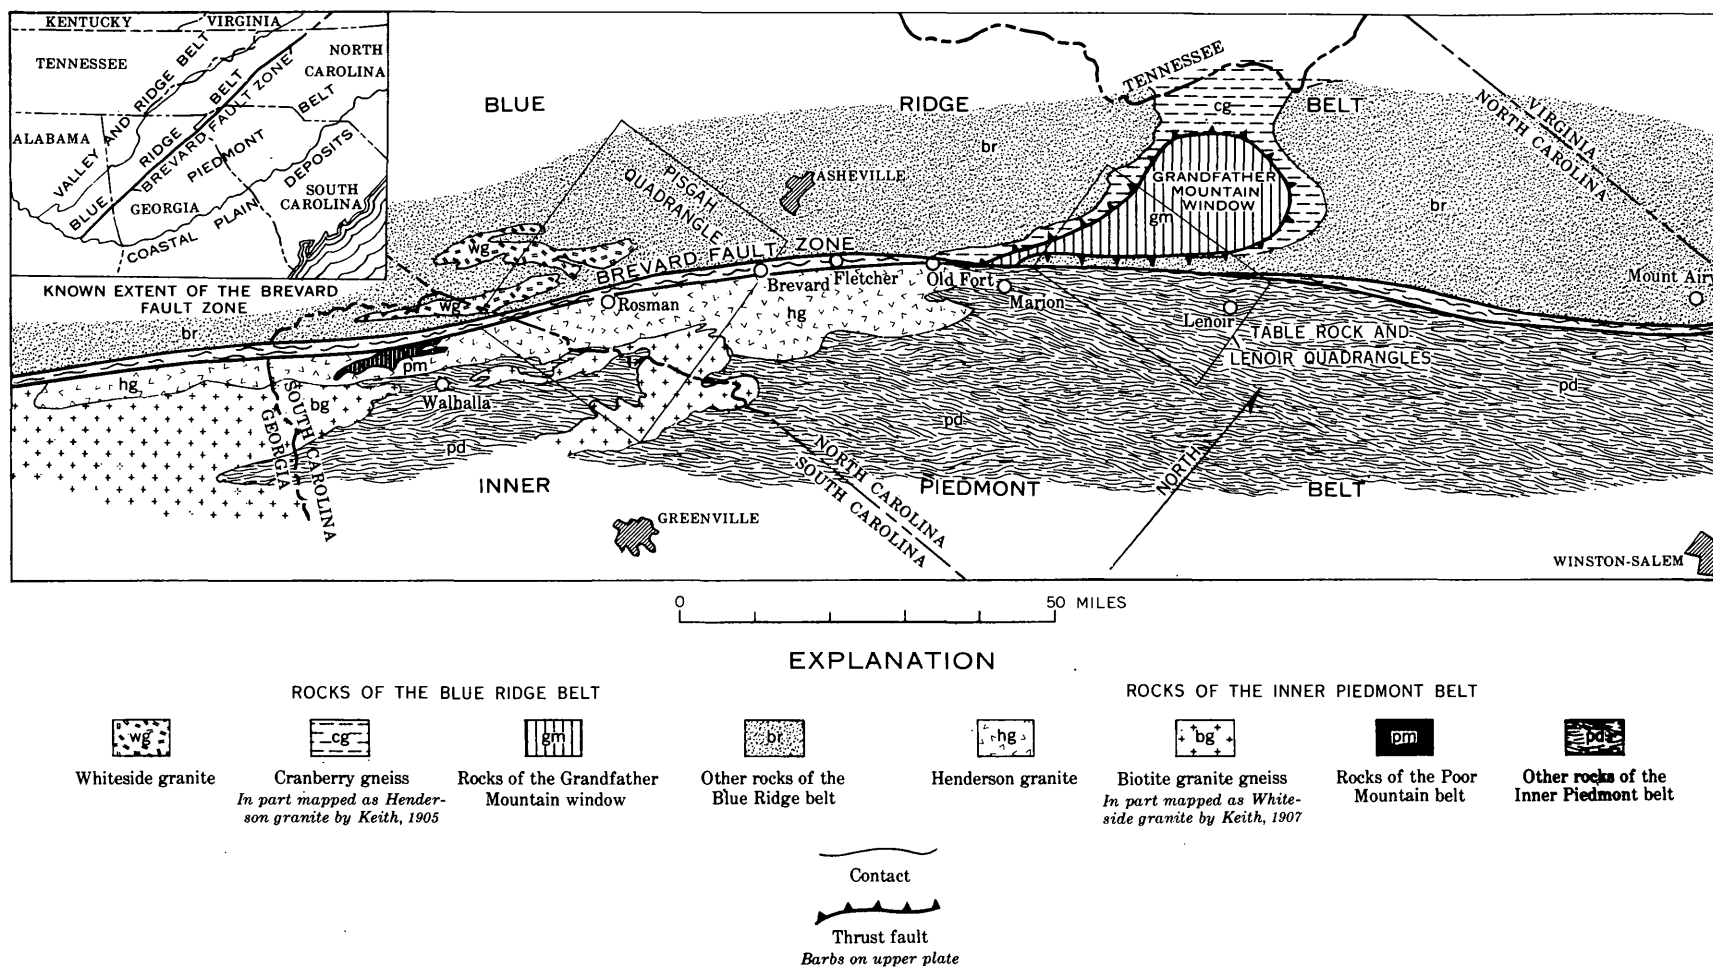 KENTUCKY
VIRGINIA
TENNESSEE
NORTH
CAROLINA
VALLEY AND RIDGE BELT
BLUE RIDGE BELT
BREVARD FAULT ZONE
PIEDMONT BELT
ALABAMA
GEORGIA
SOUTH
CAROLINA
COASTAL PLAIN DEPOSITS
KNOWN EXTENT OF THE BREVARD
FAULT ZONE
BLUE RIDGE BELT
TENNESSEE
VIRGINIA
NORTH CAROLINA
cg
br
ASHEVILLE
PISGAH
QUADRANGLE
GRANDFATHER
MOUNTAIN
WINDOW
gm
br
wg
BREVARD FAULT ZONE
Brevard
Fletcher
Old Fort
Marion
Mount Airy
wg
Rosman
hg
Lenoir
TABLE ROCK AND
LENOIR QUADRANGLES
br
hg
pm
bg
Walhalla
pd
pd
pd
SOUTH CAROLINA
GEORGIA
NORTH CAROLINA
SOUTH CAROLINA
NORTH
INNER PIEDMONT BELT
GREENVILLE
WINSTON-SALEM
0 50 MILES
EXPLANATION
ROCKS OF THE BLUE RIDGE BELT
wg
Whiteside granite
cg
Cranberry gneiss
In part mapped as Hender-
son granite by Keith, 1905
gm
Rocks of the Grandfather
Mountain window
br
Other rocks of the
Blue Ridge belt
ROCKS OF THE INNER PIEDMONT BELT
hg
Henderson granite
bg
Biotite granite gneiss
In part mapped as White-
side granite by Keith, 1907
pm
Rocks of the Poor
Mountain belt
pd
Other rocks of the
Inner Piedmont belt
Contact
Thrust fault
Barbs on upper plate